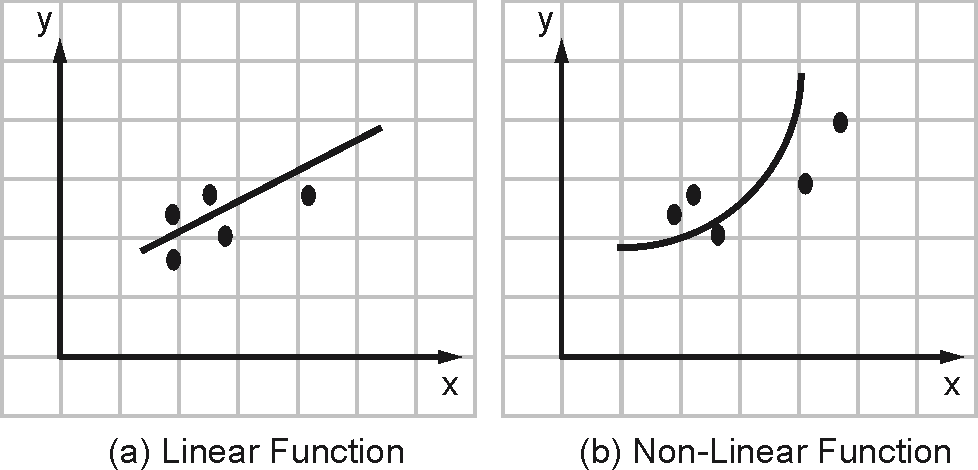 y
x
(a) Linear Function
y
x
(b) Non-Linear Function